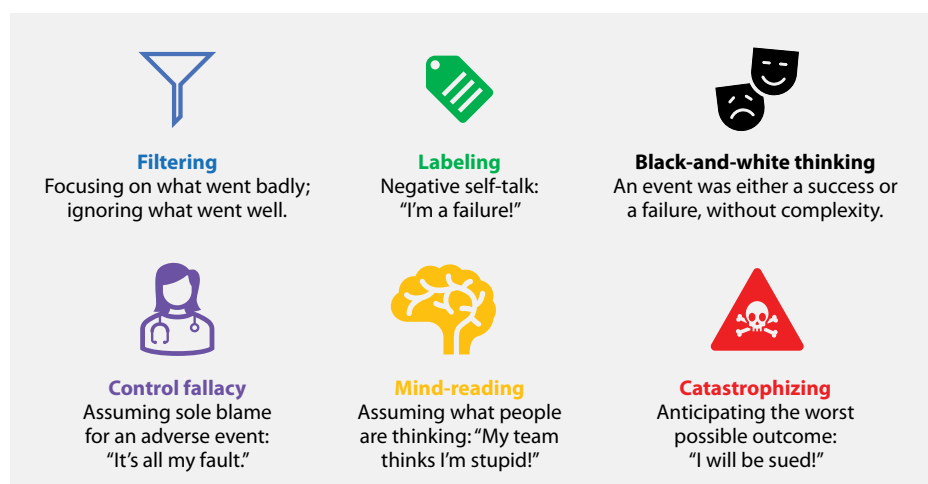 Filtering
Focusing on what went badly;
ignoring what went well.
Labeling
Negative self-talk:
“I’m a failure!”
Black-and-white thinking
An event was either a success or
a failure, without complexity.
Control fallacy
Assuming sole blame
for an adverse event:
“It’s all my fault.”
Mind-reading
Assuming what people
are thinking: “My team
thinks I’m stupid!”
Catastrophizing
Anticipating the worst
possible outcome:
“I will be sued!”